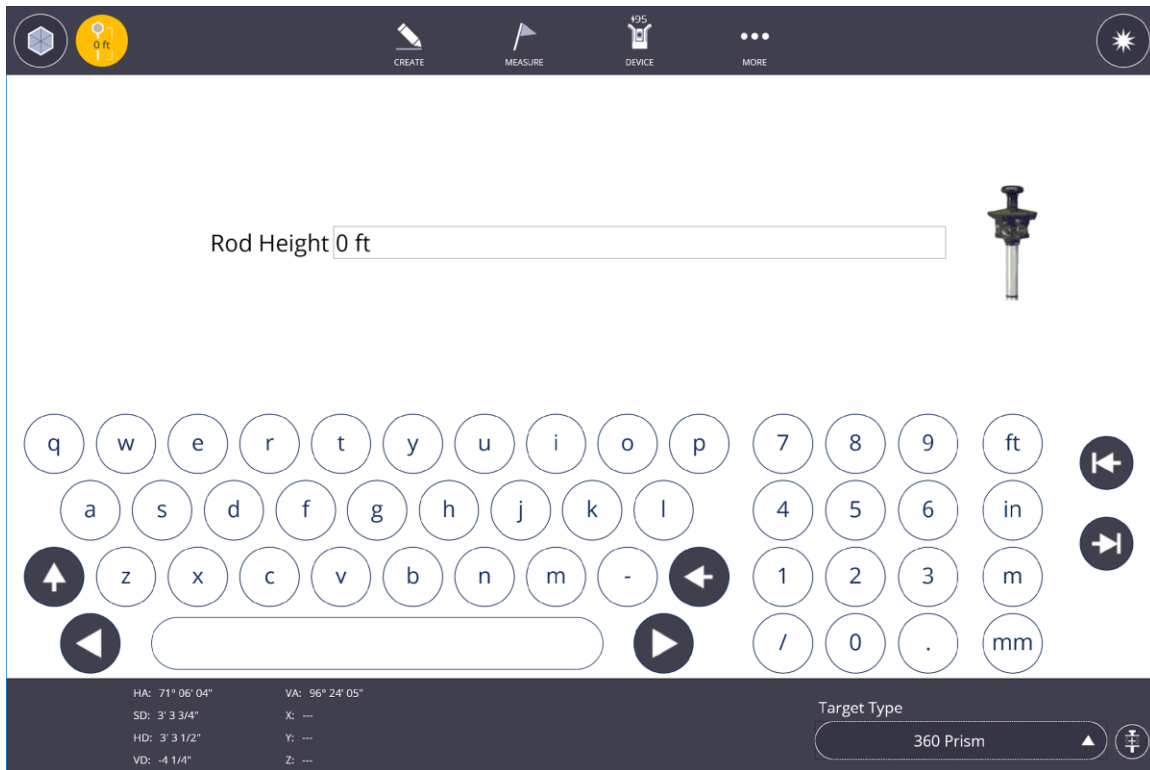 0 ft
CREATE
MEASURE
95
DEVICE
MORE
Rod Height 0 ft
q w e r t y u i o p 7 8 9 ft
a s d f g h j k l 4 5 6 in
z x c v b n m - 1 2 3 m
/ 0 . mm
HA: 71° 06' 04" VA: 96° 24' 05"
SD: 3' 3 3/4" X: ---
HD: 3' 3 1/2" Y: ---
VD: -4 1/4" Z: ---
Target Type
360 Prism